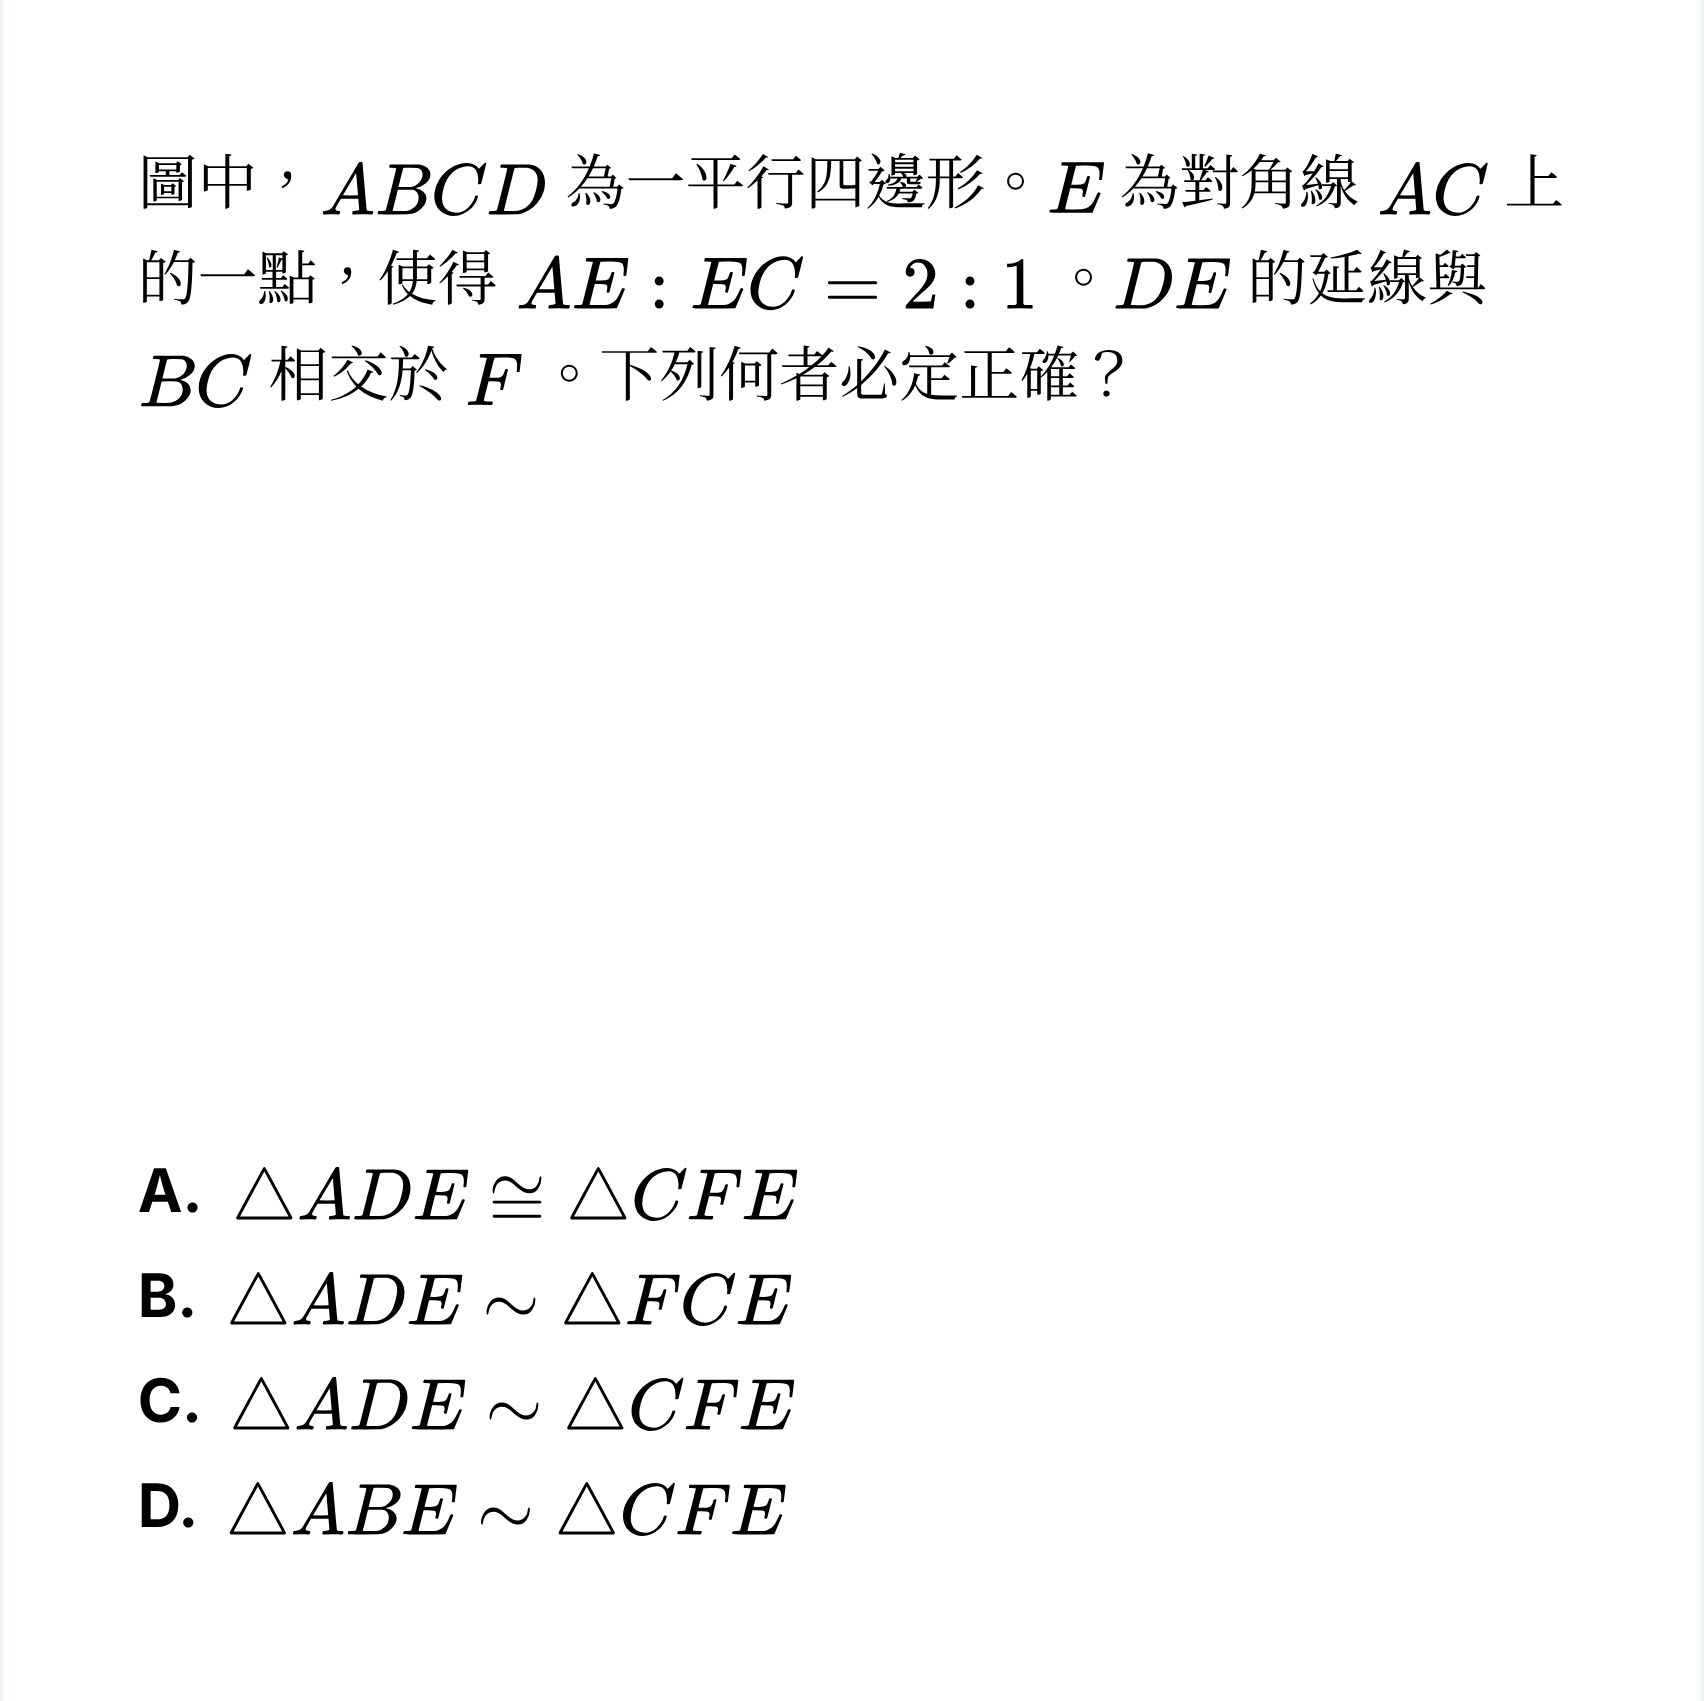 圖中，ABCD 為一平行四邊形。E 為對角線 AC 上
的一點，使得 AE : EC = 2 : 1 。DE 的延線與
BC 相交於 F 。下列何者必定正確？
A. △ADE ≅ △CFE
B. △ADE ∼ △FCE
C. △ADE ∼ △CFE
D. △ABE ∼ △CFE